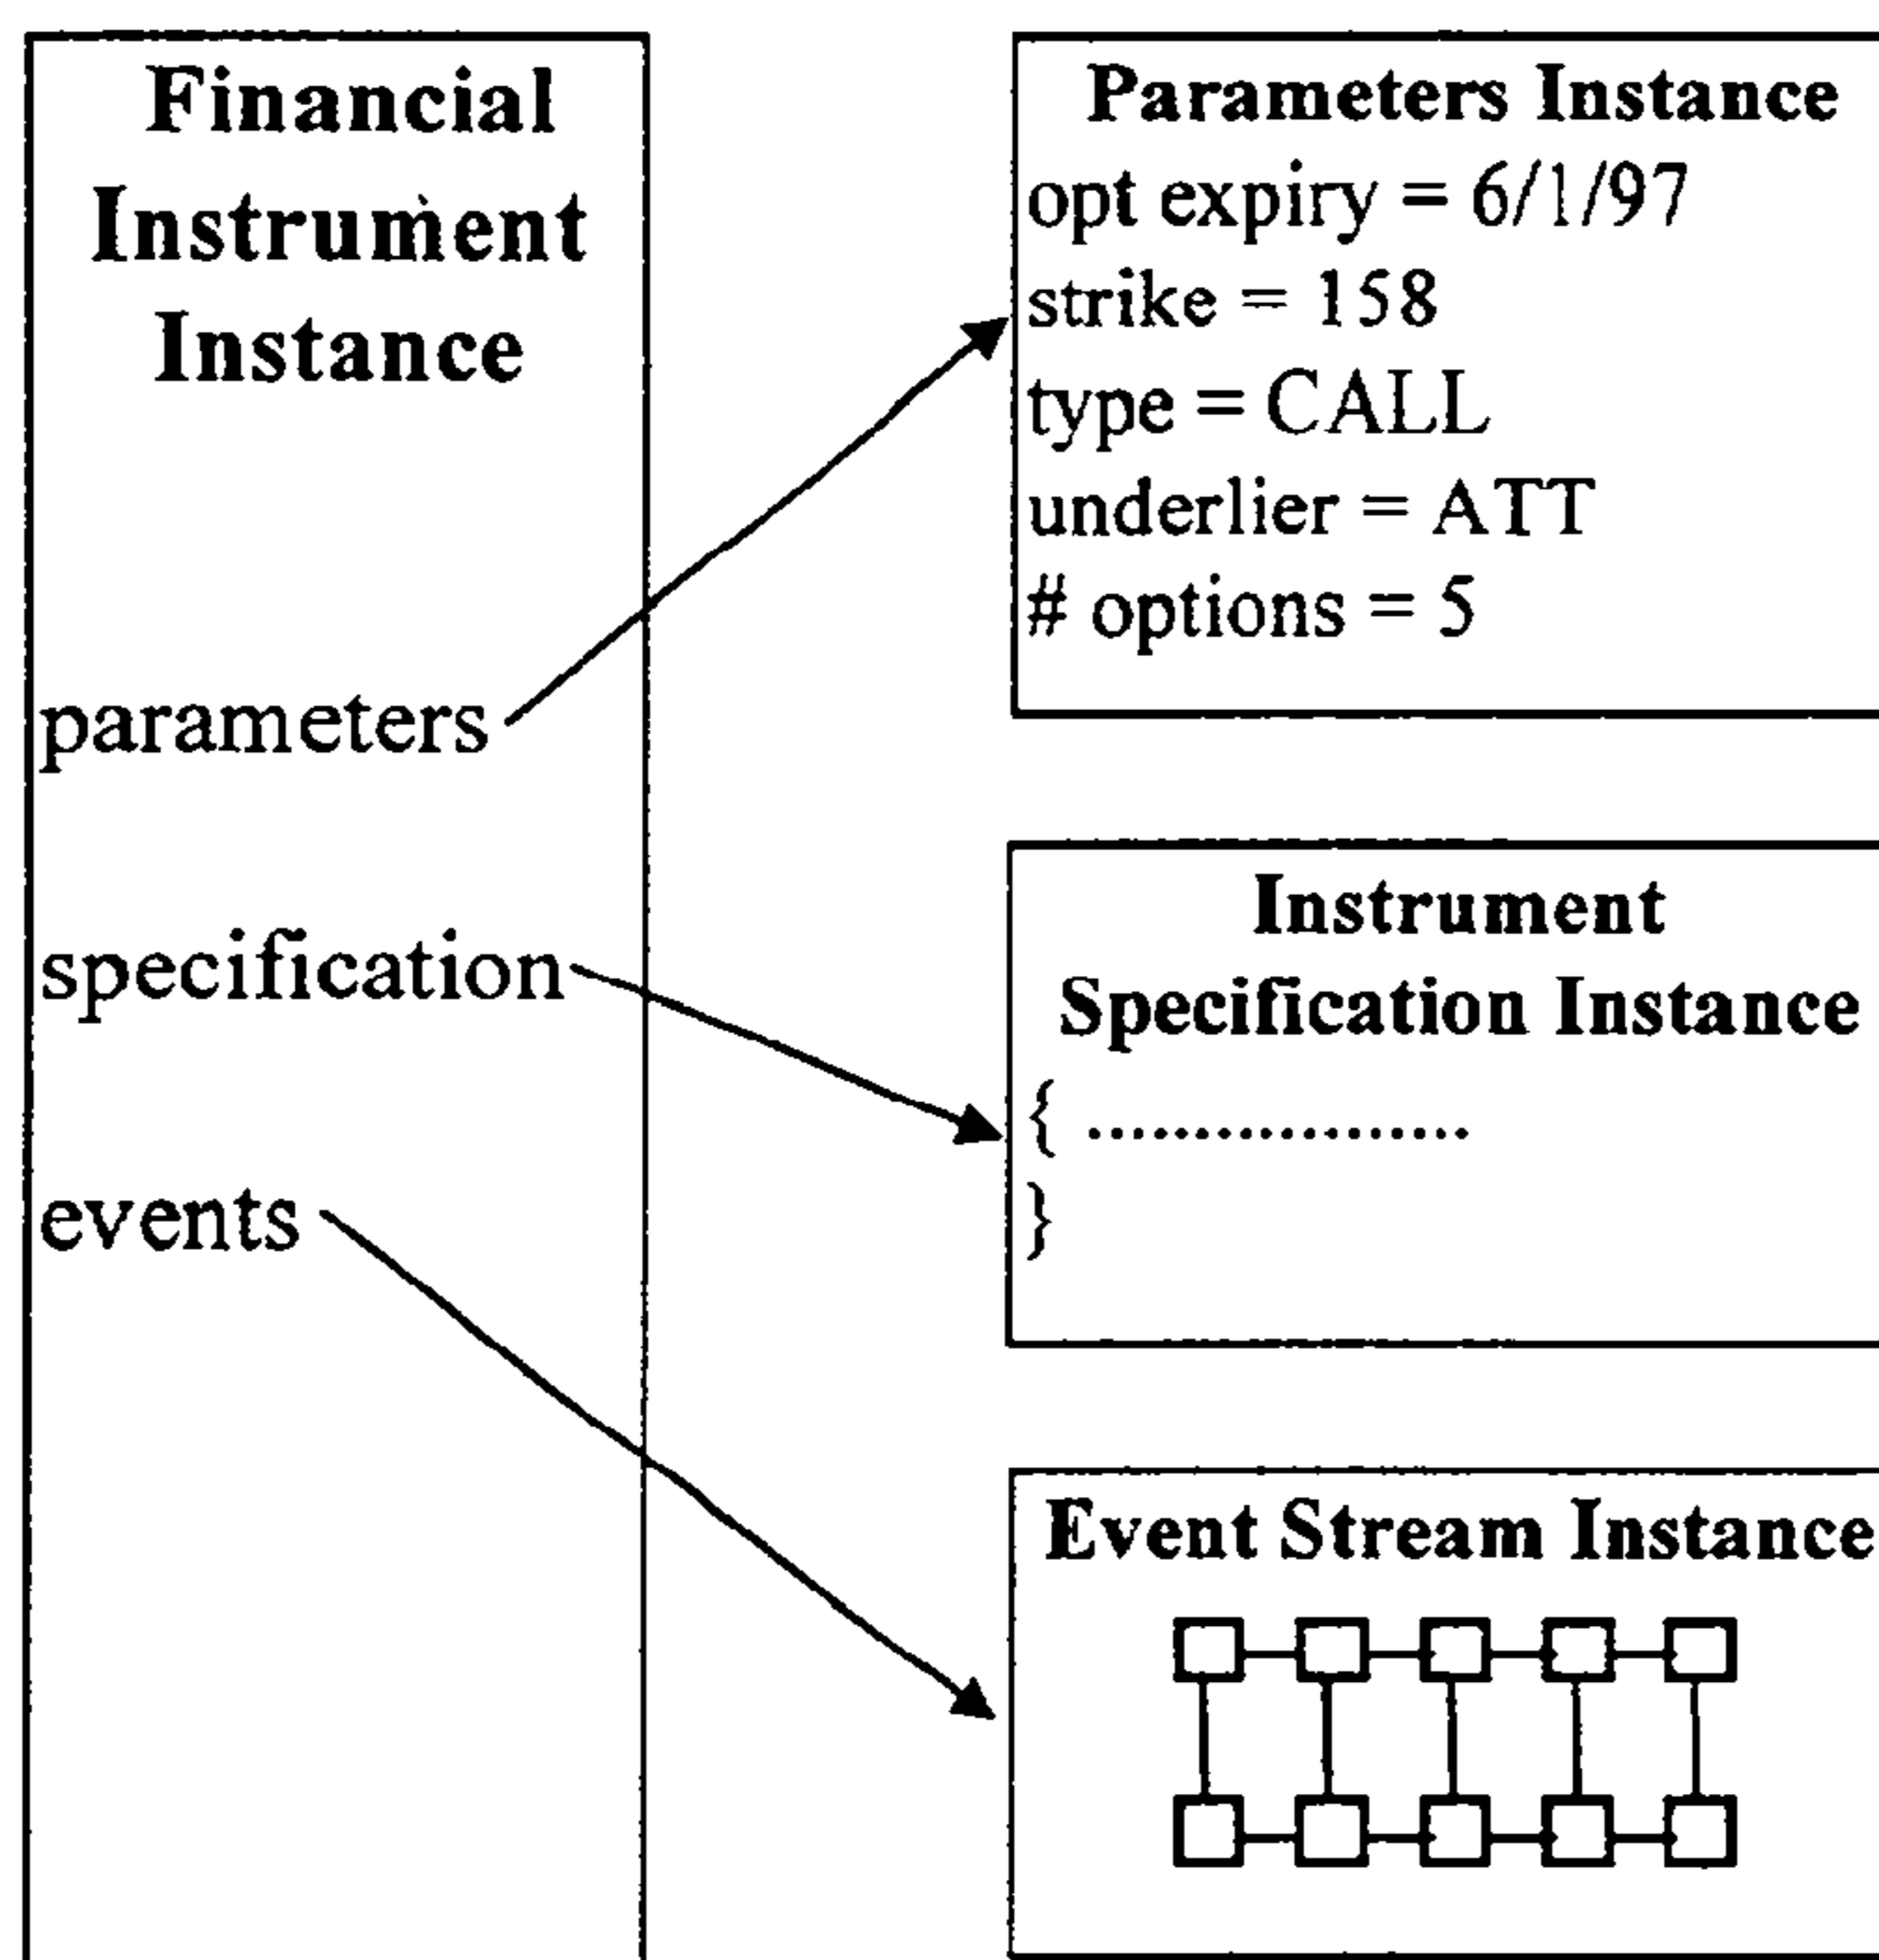 Financial
Instrument
Instance
parameters
specification
events
Parameters Instance
opt expiry = 6/1/97
strike = 158
type = CALL
underlier = ATT
# options = 5
Instrument
Specification Instance
{ ..................
}
Event Stream Instance